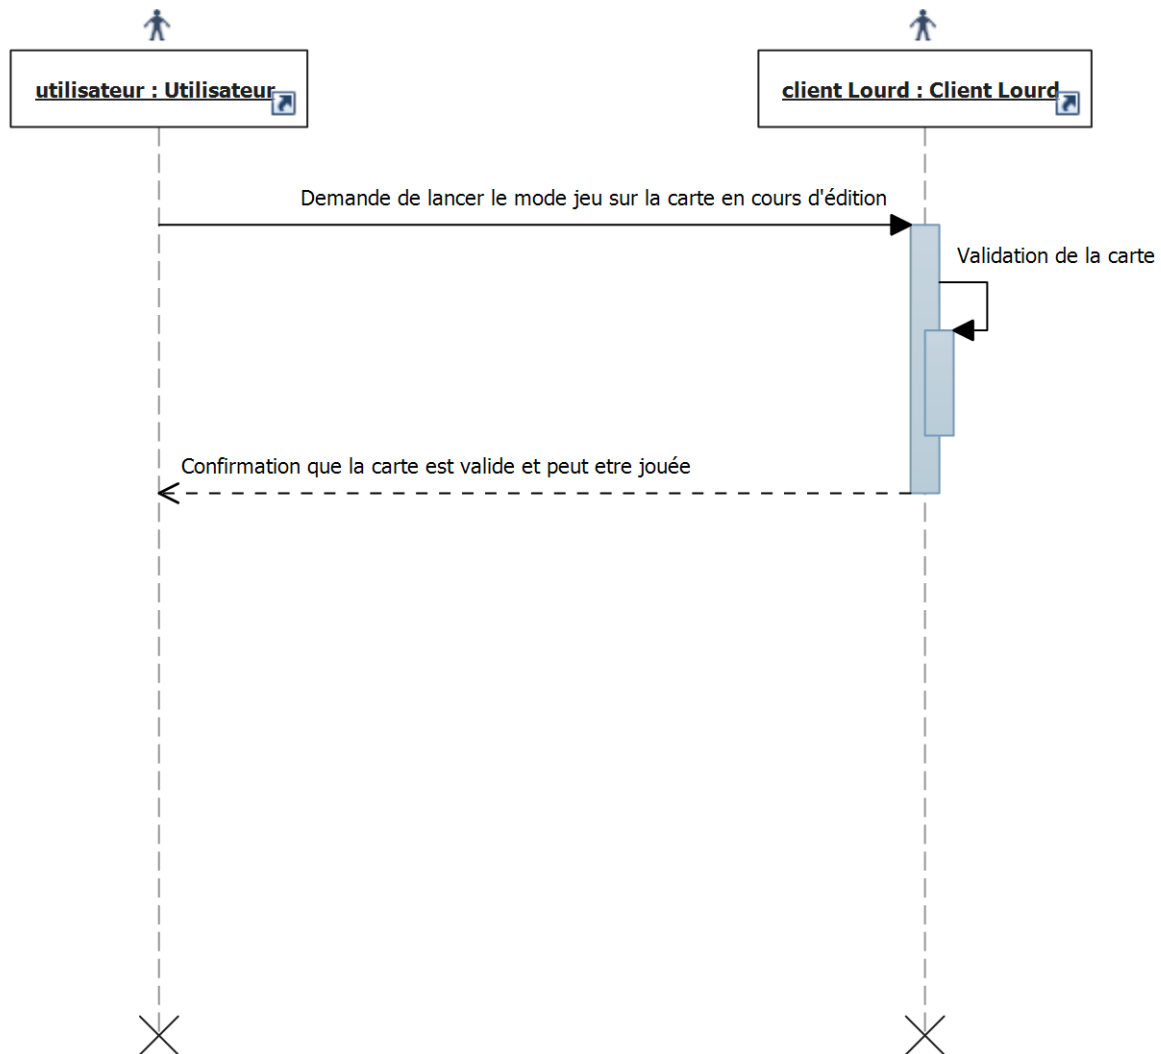 utilisateur : Utilisateur
client Lourd : Client Lourd
Demande de lancer le mode jeu sur la carte en cours d'édition
Validation de la carte
Confirmation que la carte est valide et peut etre jouée